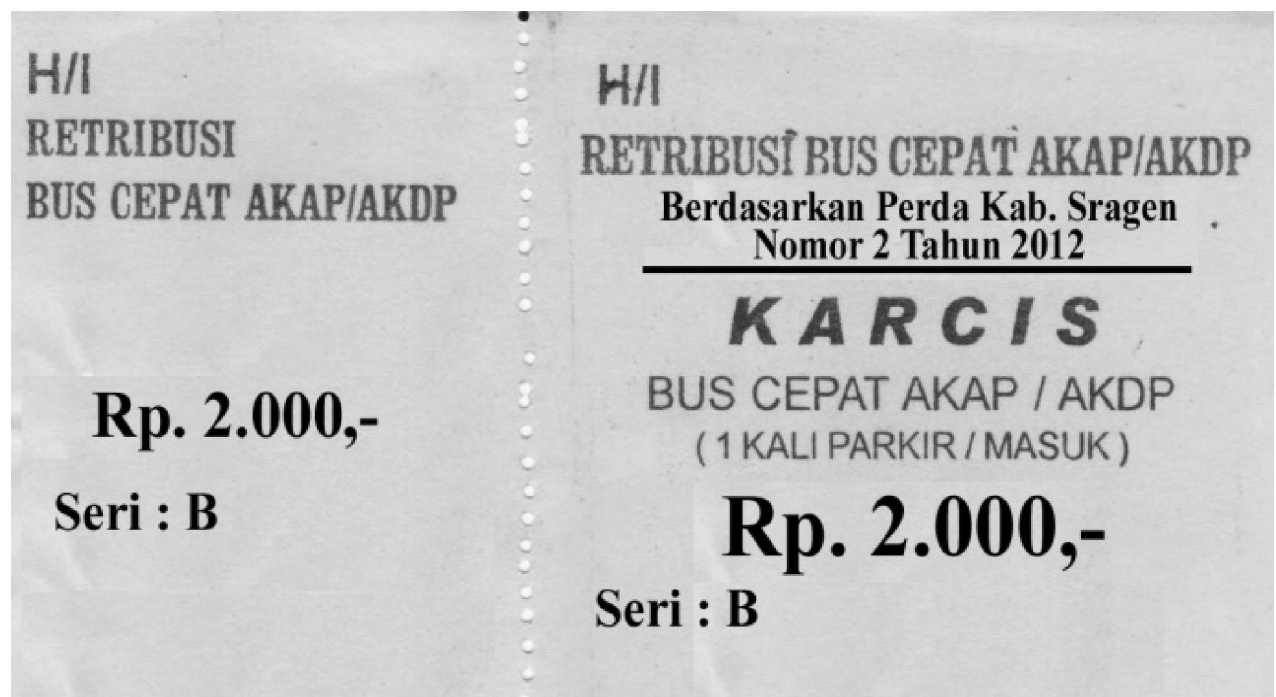 H/I
RETRIBUSI
BUS CEPAT AKAP/AKDP
Rp. 2.000,-
Seri : B
H/I
RETRIBUSI BUS CEPAT AKAP/AKDP
Berdasarkan Perda Kab. Sragen
Nomor 2 Tahun 2012
KARCIS
BUS CEPAT AKAP / AKDP
( 1 KALI PARKIR / MASUK )
Rp. 2.000,-
Seri : B